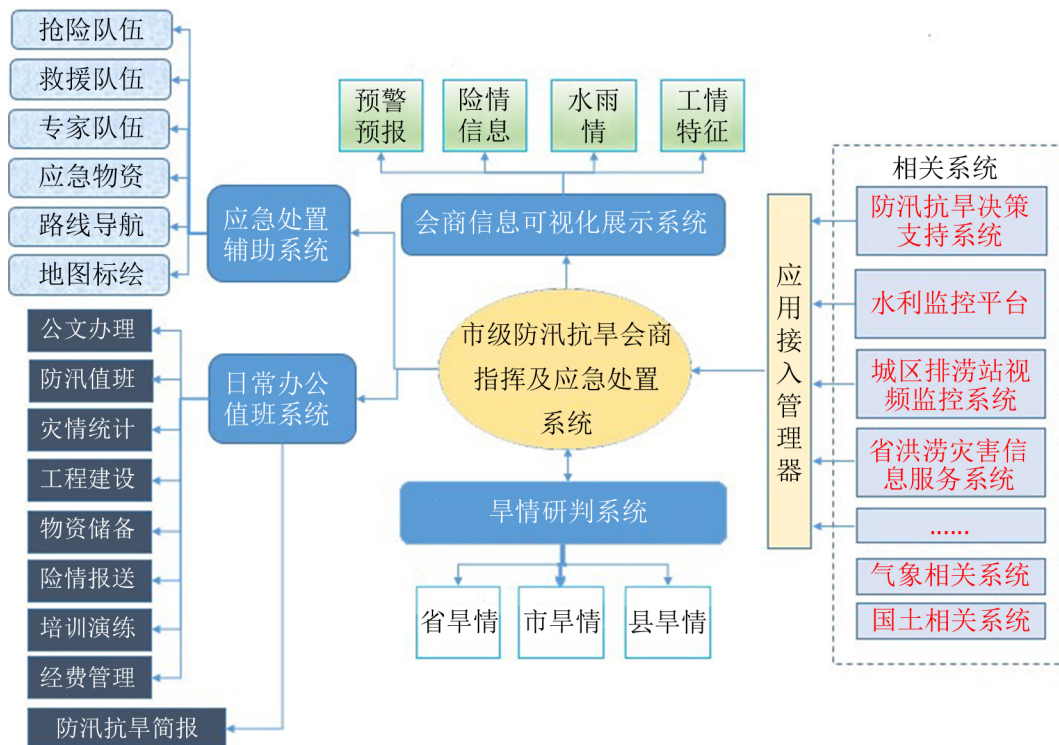 抢险队伍
救援队伍
专家队伍
应急物资
路线导航
地图标绘
应急处置
辅助系统
公文办理
防汛值班
灾情统计
工程建设
物资储备
险情报送
培训演练
经费管理
防汛抗旱简报
日常办公
值班系统
预警
预报
险情
信息
水雨
情
工情
特征
会商信息可视化展示系统
市级防汛抗旱会商
指挥及应急处置
系统
旱情研判系统
省旱情
市旱情
县旱情
应用接入管理器
相关系统
防汛抗旱决策
支持系统
水利监控平台
城区排涝站视
频监控系统
省洪涝灾害信
息服务系统
......
气象相关系统
国土相关系统